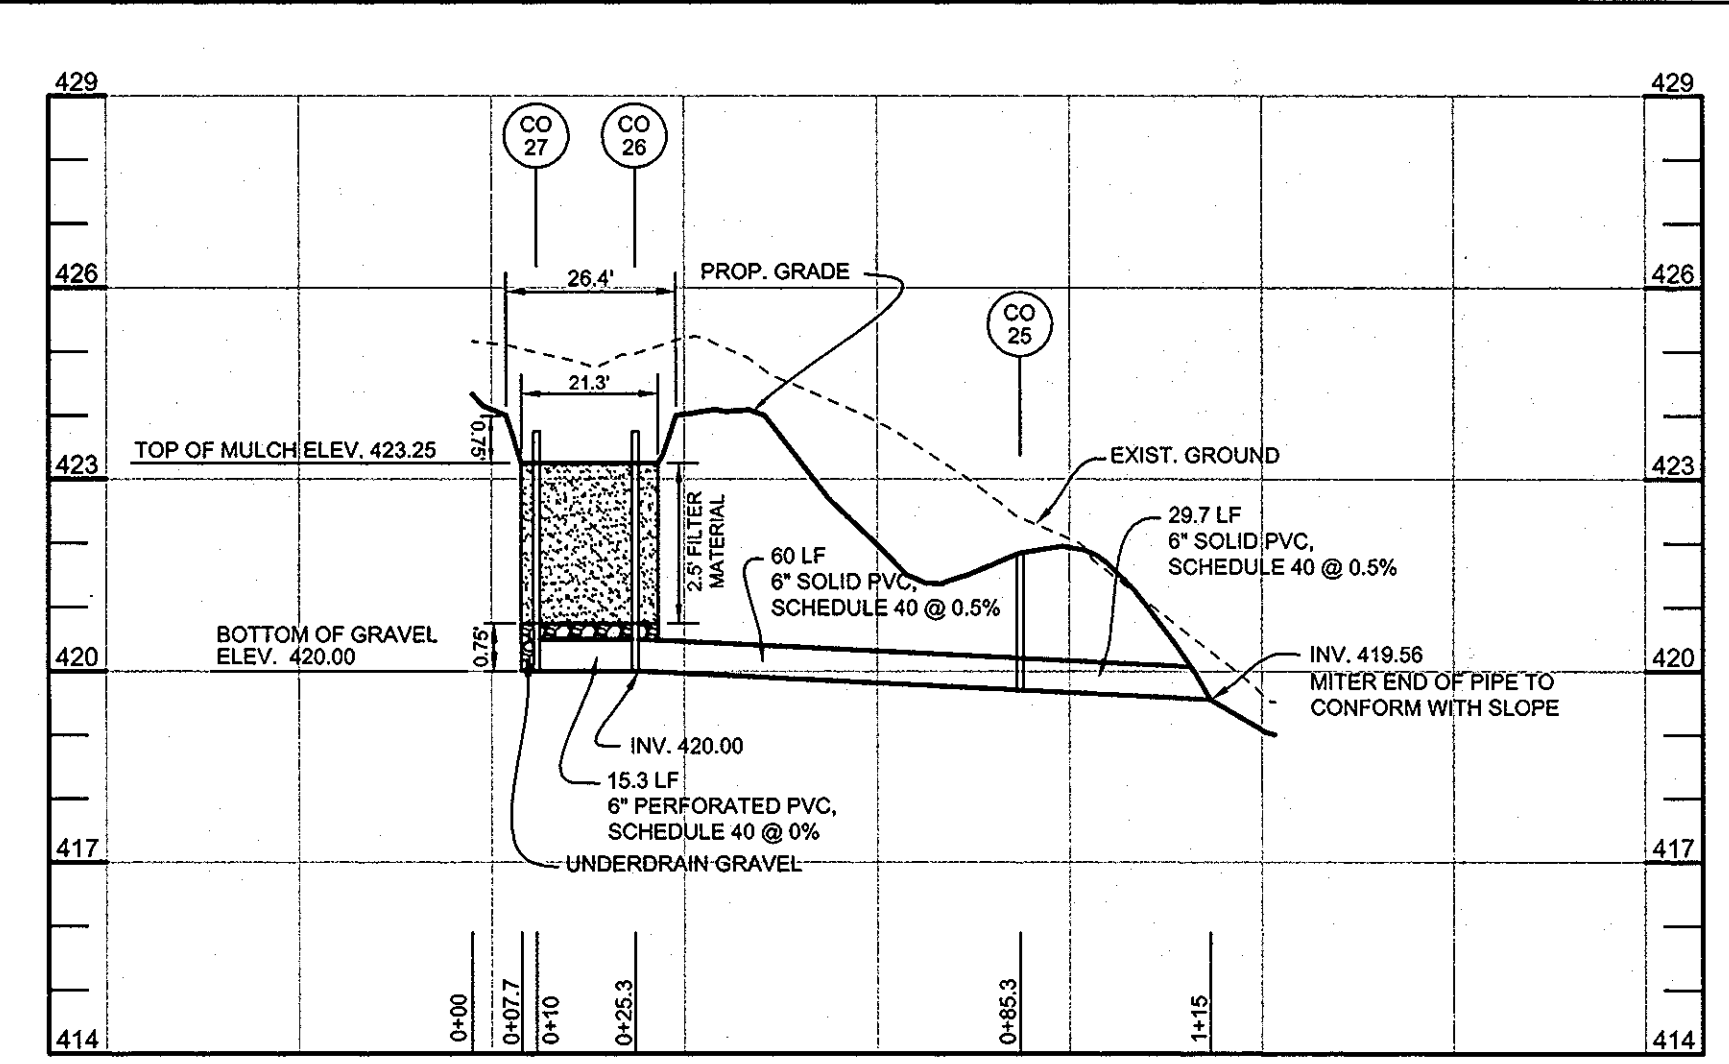 429
429
CO
27
CO
26
426
426
26.4'
PROP. GRADE
CO
25
21.3'
0.75'
TOP OF MULCH ELEV. 423.25
423
EXIST. GROUND
423
2.5' FILTER
MATERIAL
29.7 LF
6" SOLID PVC,
SCHEDULE 40 @ 0.5%
60 LF
6" SOLID PVC,
SCHEDULE 40 @ 0.5%
BOTTOM OF GRAVEL
ELEV. 420.00
0.75'
420
420
INV. 419.56
MITER END OF PIPE TO
CONFORM WITH SLOPE
INV. 420.00
15.3 LF
6" PERFORATED PVC,
SCHEDULE 40 @ 0%
UNDERDRAIN GRAVEL
417
417
0+00
0+07.7
0+10
0+25.3
0+85.3
1+15
414
414